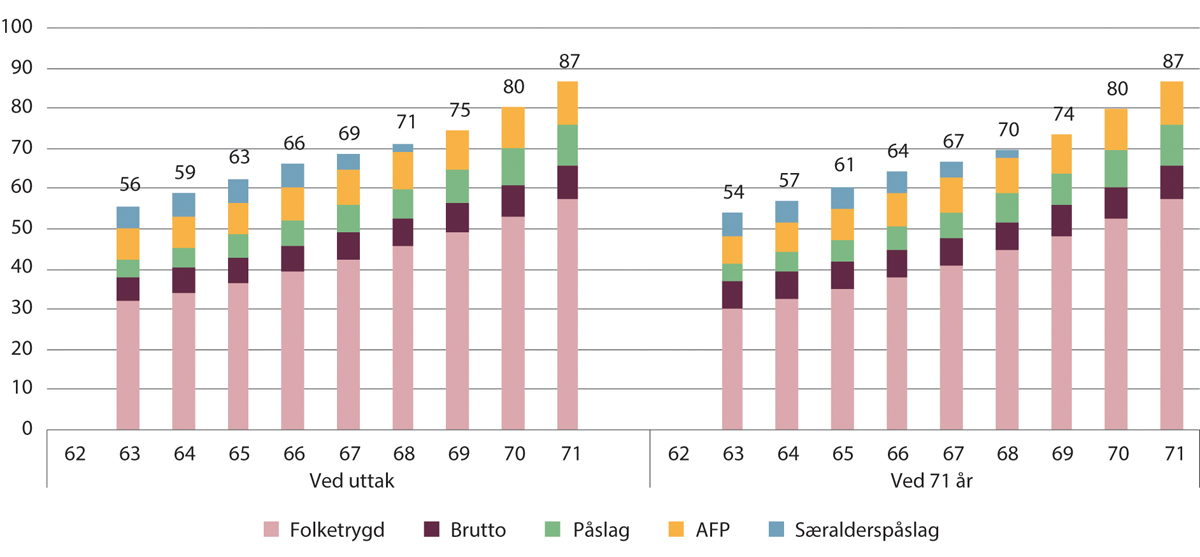 100
90
80
70
60
50
40
30
20
10
0
56 59 63 66 69 71 75 80 87
54 57 61 64 67 70 74 80 87
62 63 64 65 66 67 68 69 70 71
62 63 64 65 66 67 68 69 70 71
Ved uttak
Ved 71 år
Folketrygd Brutto Påslag AFP Særalderspåslag